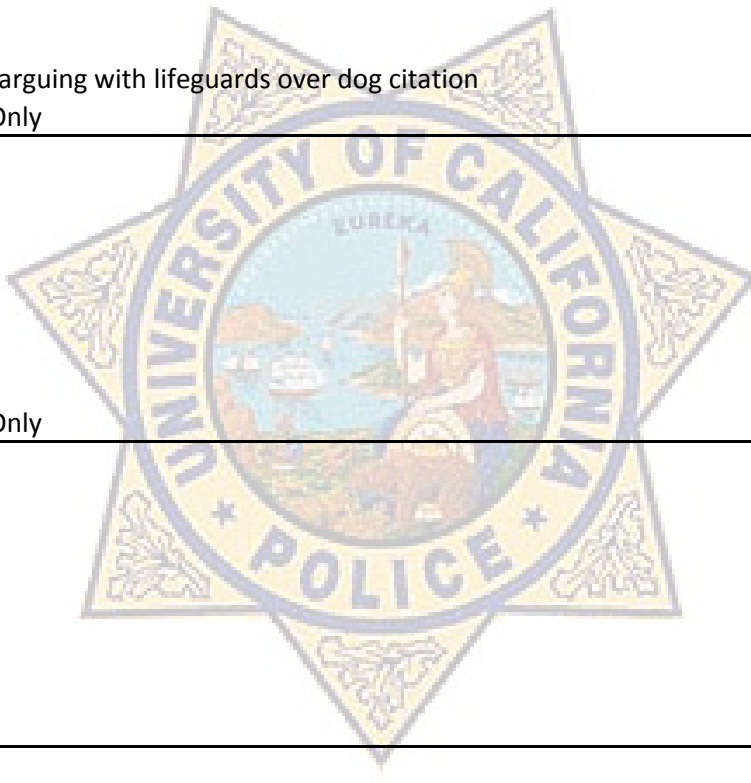 arguing with lifeguards over dog citation
Only
UNIVERSITY OF CALIFORNIA
EUREKA
Only
POLICE